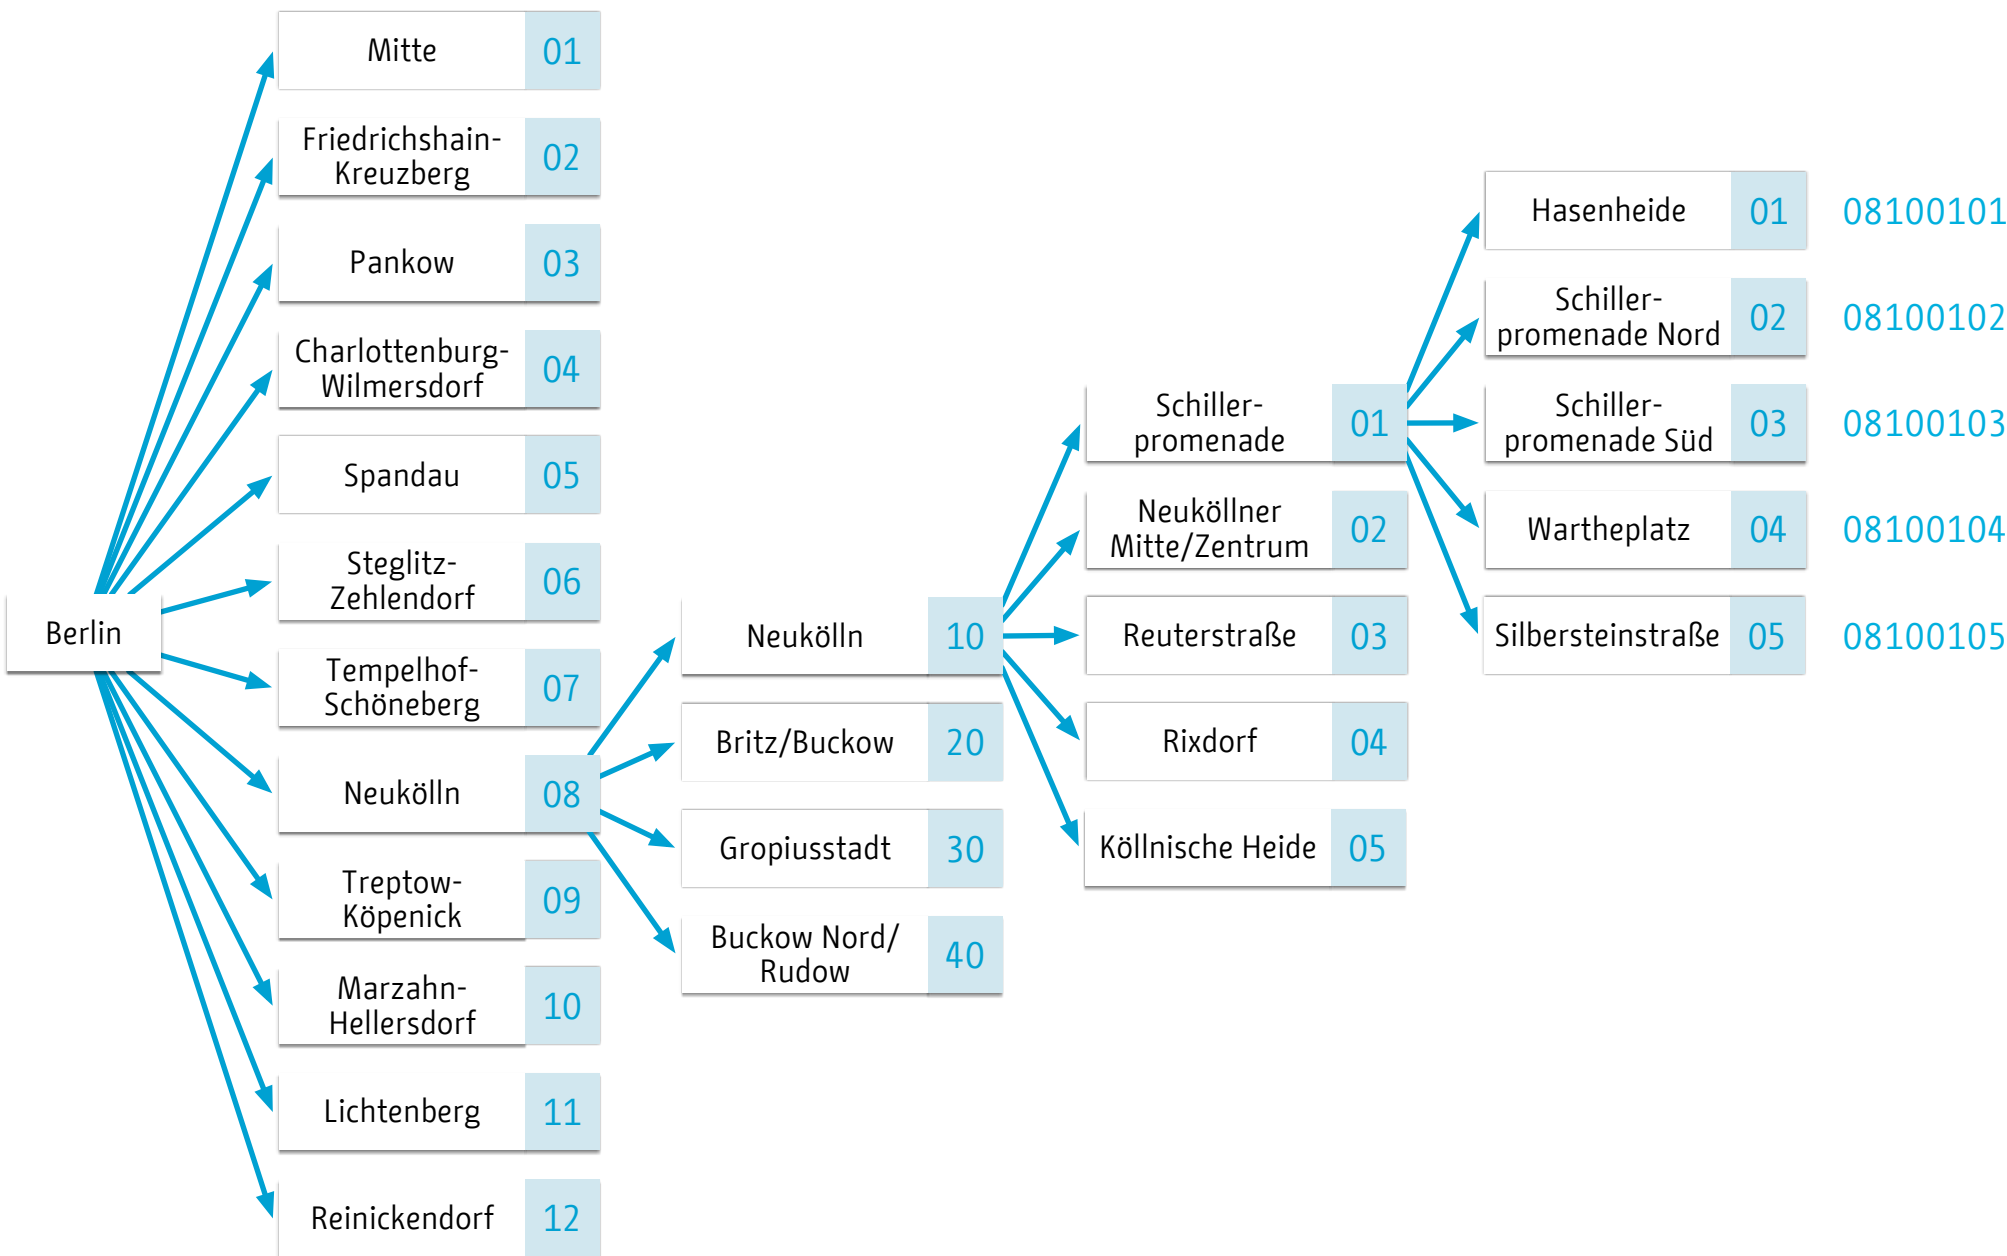 Berlin
Mitte 01
Friedrichshain-
Kreuzberg 02
Pankow 03
Charlottenburg-
Wilmersdorf 04
Spandau 05
Steglitz-
Zehlendorf 06
Tempelhof-
Schöneberg 07
Neukölln 08
Treptow-
Köpenick 09
Marzahn-
Hellersdorf 10
Lichtenberg 11
Reinickendorf 12
Neukölln 10
Britz/Buckow 20
Gropiusstadt 30
Buckow Nord/
Rudow 40
Schiller-
promenade 01
Neuköllner
Mitte/Zentrum 02
Reuterstraße 03
Rixdorf 04
Köllnische Heide 05
Hasenheide 01 08100101
Schiller-
promenade Nord 02 08100102
Schiller-
promenade Süd 03 08100103
Wartheplatz 04 08100104
Silbersteinstraße 05 08100105